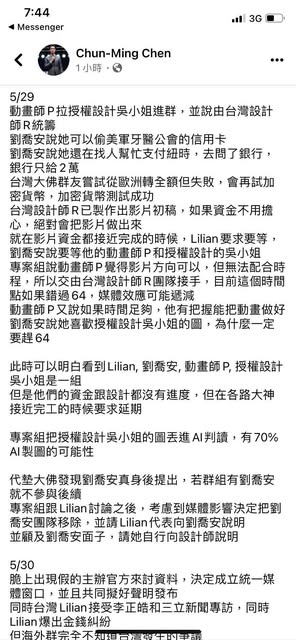 7:44
3G
Messenger
Chun-Ming Chen
1小時
5/29
動畫師P拉授權設計吳小姐進群，並說由台灣設計
師R統籌
劉喬安說她可以偷美軍牙醫公會的信用卡
劉喬安說她還在找人幫忙支付紐時，去問了銀行，
銀行只給2萬
台灣大佛群友嘗試從歐洲轉全額但失敗，會再試加
密貨幣，加密貨幣測試成功
台灣設計師R已製作出影片初稿，如果資金不用擔
心，絕對會把影片做出來
就在影片資金都接近完成的時候，Lilian要求要等，
劉喬安說要等他的動畫師P和授權設計的吳小姐
專案組說動畫師P覺得影片方向可以，但無法配合時
程，所以交由台灣設計師R團隊接手，目前這個時間
點如果錯過64，媒體效應可能遞減
動畫師P又說如果時間足夠，他有把握能把動畫做好
劉喬安說她喜歡授權設計吳小姐的圖，為什麼一定
要趕64
此時可以明白看到Lilian, 劉喬安, 動畫師P, 授權設計
吳小姐是一組
但是他們的資金跟設計都沒有進度，但在各路大神
接近完工的時候要求延期
專案組把授權設計吳小姐的圖丟進AI判讀，有70%
AI製圖的可能性
代墊大佛發現劉喬安真身後提出，若群組有劉喬安
就不參與後續
專案組跟Lilian討論之後，考慮到媒體影響決定把劉
喬安團隊移除，並請Lilian代表向劉喬安說明
並顧及劉喬安面子，請她自行向設計師說明
5/30
脆上出現假的主辦官方來討資料，決定成立統一媒
體窗口，並且共同擬好聲明發布
同時台灣Lilian接受李正皓和三立新聞專訪，同時
Lilian爆出金錢糾紛
但海外群完全不知道台灣發生的爭議